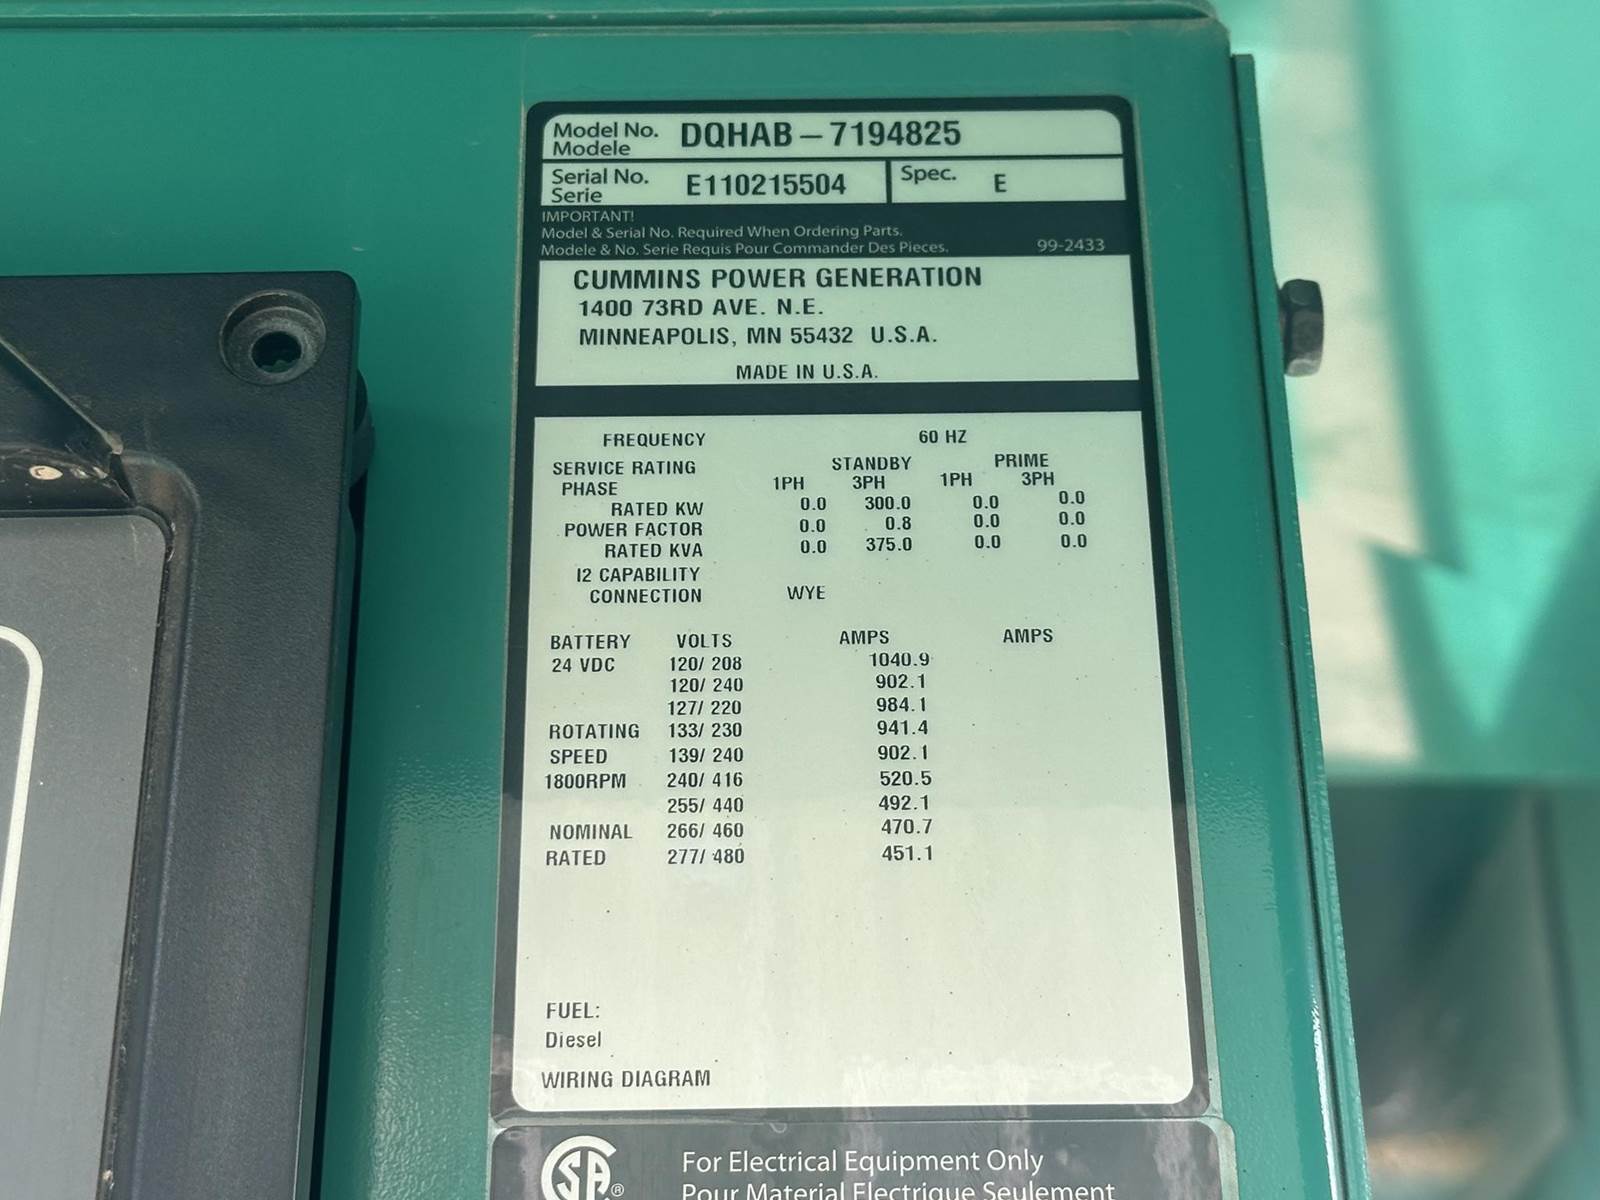 Model No. DQHAB – 7194825
Modele
Serial No. E110215504 Spec. E
Serie
IMPORTANT!
Model & Serial No. Required When Ordering Parts.
Modele & No. Serie Requis Pour Commander Des Pieces. 99-2433
CUMMINS POWER GENERATION
1400 73RD AVE. N.E.
MINNEAPOLIS, MN 55432 U.S.A.
MADE IN U.S.A.
FREQUENCY 60 HZ
SERVICE RATING STANDBY PRIME
PHASE 1PH 3PH 1PH 3PH
RATED KW 0.0 300.0 0.0 0.0
POWER FACTOR 0.0 0.8 0.0 0.0
RATED KVA 0.0 375.0 0.0 0.0
I2 CAPABILITY
CONNECTION WYE
BATTERY VOLTS AMPS AMPS
24 VDC 120/ 208 1040.9
120/ 240 902.1
127/ 220 984.1
ROTATING 133/ 230 941.4
SPEED 139/ 240 902.1
1800RPM 240/ 416 520.5
255/ 440 492.1
NOMINAL 266/ 460 470.7
RATED 277/ 480 451.1
FUEL:
Diesel
WIRING DIAGRAM
SA ®
For Electrical Equipment Only
Pour Material Electrique Seulement